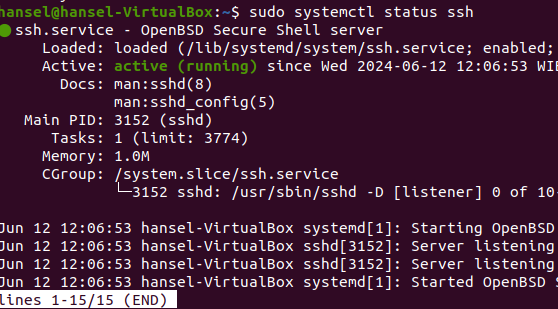 hansel@hansel-VirtualBox:~$ sudo systemctl status ssh
● ssh.service - OpenBSD Secure Shell server
Loaded: loaded (/lib/systemd/system/ssh.service; enabled;
Active: active (running) since Wed 2024-06-12 12:06:53 WIB
Docs: man:sshd(8)
man:sshd_config(5)
Main PID: 3152 (sshd)
Tasks: 1 (limit: 3774)
Memory: 1.0M
CGroup: /system.slice/ssh.service
└─3152 sshd: /usr/sbin/sshd -D [listener] 0 of 10-
Jun 12 12:06:53 hansel-VirtualBox systemd[1]: Starting OpenBSD
Jun 12 12:06:53 hansel-VirtualBox sshd[3152]: Server listening
Jun 12 12:06:53 hansel-VirtualBox sshd[3152]: Server listening
Jun 12 12:06:53 hansel-VirtualBox systemd[1]: Started OpenBSD S
lines 1-15/15 (END)